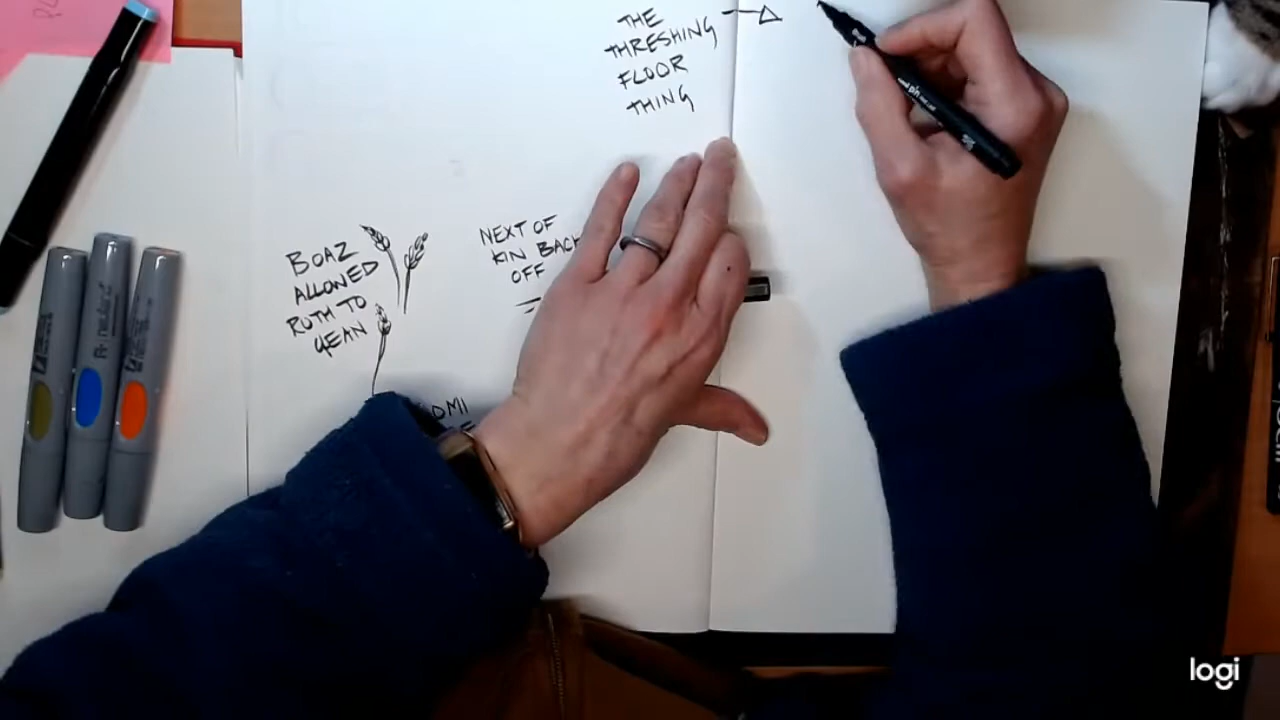 THE
THRESHING
FLOOR
THING
BOAZ
ALLOWED
RUTH TO
GLEAN
NEXT OF
KIN BACK
OFF
logi